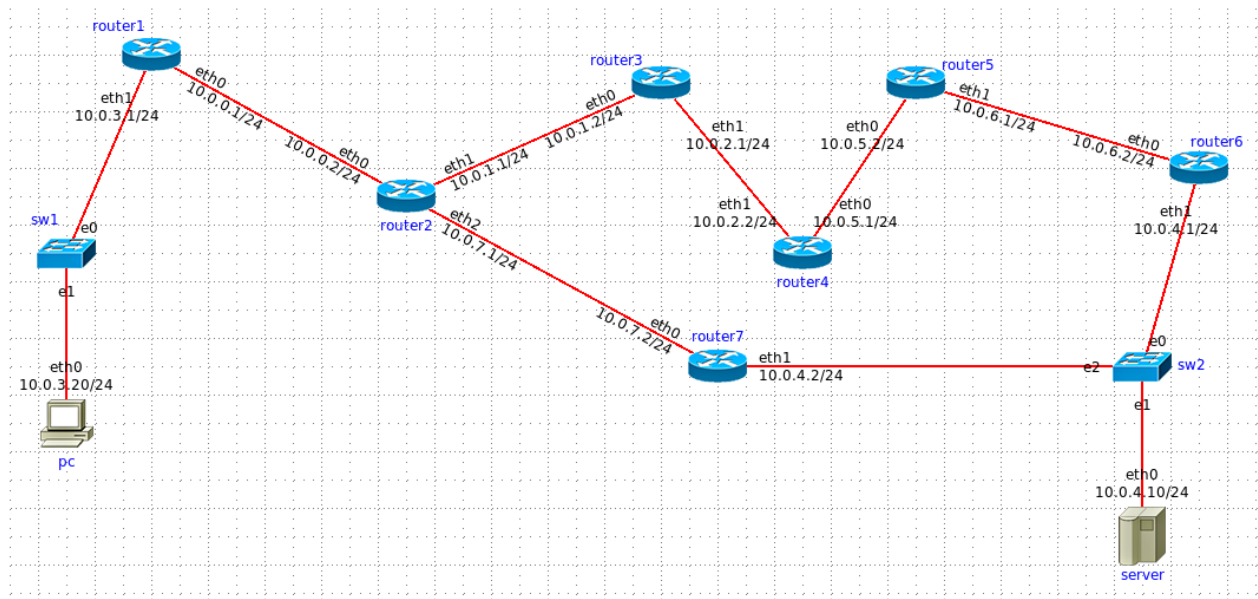 router1
eth0
10.0.0.1/24
eth1
10.0.3.1/24
10.0.0.2/24
eth0
router2
eth1
10.0.1.1/24
eth2
10.0.7.1/24
router3
eth0
10.0.1.2/24
eth1
10.0.2.1/24
eth1
10.0.2.2/24
eth0
10.0.5.1/24
router4
router5
eth0
10.0.5.2/24
eth1
10.0.6.1/24
eth0
10.0.6.2/24
router6
eth1
10.0.4.1/24
sw1
e0
e1
eth0
10.0.3.20/24
pc
eth0
10.0.7.2/24
router7
eth1
10.0.4.2/24
e0
e2
sw2
e1
eth0
10.0.4.10/24
server